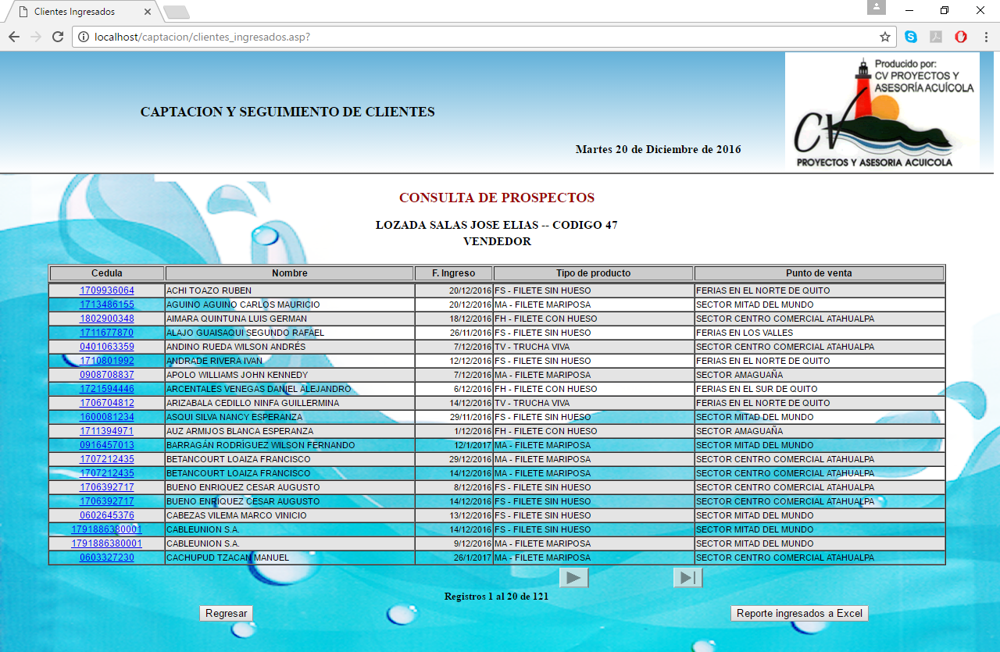 Clientes Ingresados
localhost/captacion/clientes_ingresados.asp?
Producido por:
CV PROYECTOS Y
ASESORÍA ACUÍCOLA
CAPTACION Y SEGUIMIENTO DE CLIENTES
CV
Martes 20 de Diciembre de 2016
PROYECTOS Y ASESORIA ACUICOLA
CONSULTA DE PROSPECTOS
LOZADA SALAS JOSE ELIAS -- CODIGO 47
VENDEDOR
Cedula Nombre F. Ingreso Tipo de producto Punto de venta
1709936064 ACHI TOAZO RUBEN 20/12/2016 FS - FILETE SIN HUESO FERIAS EN EL NORTE DE QUITO
1713486155 AGUINO AGUINO CARLOS MAURICIO 20/12/2016 MA - FILETE MARIPOSA SECTOR MITAD DEL MUNDO
1802900348 AIMARA QUINTUNA LUIS GERMAN 18/12/2016 FH - FILETE CON HUESO SECTOR CENTRO COMERCIAL ATAHUALPA
1711677870 ALAJO GUAISAQUI SEGUNDO RAFAEL 26/11/2016 FS - FILETE SIN HUESO FERIAS EN LOS VALLES
0401063359 ANDINO RUEDA WILSON ANDRÉS 7/12/2016 TV - TRUCHA VIVA SECTOR CENTRO COMERCIAL ATAHUALPA
1710801992 ANDRADE RIVERA IVAN 12/12/2016 FS - FILETE SIN HUESO FERIAS EN EL NORTE DE QUITO
0908708837 APOLO WILLIAMS JOHN KENNEDY 7/12/2016 MA - FILETE MARIPOSA SECTOR AMAGUAÑA
1721594446 ARCENTALES VENEGAS DANIEL ALEJANDRO 6/12/2016 FH - FILETE CON HUESO FERIAS EN EL SUR DE QUITO
1706704812 ARIZABALA CEDILLO NINFA GUILLERMINA 14/12/2016 TV - TRUCHA VIVA FERIAS EN EL NORTE DE QUITO
1600081234 ASQUI SILVA NANCY ESPERANZA 29/11/2016 FS - FILETE SIN HUESO SECTOR MITAD DEL MUNDO
1711394971 AUZ ARMIJOS BLANCA ESPERANZA 1/12/2016 FH - FILETE CON HUESO SECTOR AMAGUAÑA
0916457013 BARRAGÁN RODRÍGUEZ WILSON FERNANDO 12/1/2017 MA - FILETE MARIPOSA SECTOR MITAD DEL MUNDO
1707212435 BETANCOURT LOAIZA FRANCISCO 29/12/2016 MA - FILETE MARIPOSA SECTOR CENTRO COMERCIAL ATAHUALPA
1707212435 BETANCOURT LOAIZA FRANCISCO 14/12/2016 MA - FILETE MARIPOSA SECTOR CENTRO COMERCIAL ATAHUALPA
1706392717 BUENO ENRIQUEZ CESAR AUGUSTO 8/12/2016 FS - FILETE SIN HUESO SECTOR CENTRO COMERCIAL ATAHUALPA
1706392717 BUENO ENRIQUEZ CESAR AUGUSTO 14/12/2016 FS - FILETE SIN HUESO SECTOR CENTRO COMERCIAL ATAHUALPA
0602645376 CABEZAS VILEMA MARCO VINICIO 13/12/2016 FS - FILETE SIN HUESO SECTOR MITAD DEL MUNDO
1791886380001 CABLEUNION S.A. 14/12/2016 FS - FILETE SIN HUESO SECTOR MITAD DEL MUNDO
1791886380001 CABLEUNION S.A. 9/12/2016 MA - FILETE MARIPOSA SECTOR MITAD DEL MUNDO
0603327230 CACHUPUD TZACAN MANUEL 26/1/2017 MA - FILETE MARIPOSA SECTOR CENTRO COMERCIAL ATAHUALPA
Registros 1 al 20 de 121
Regresar Reporte ingresados a Excel